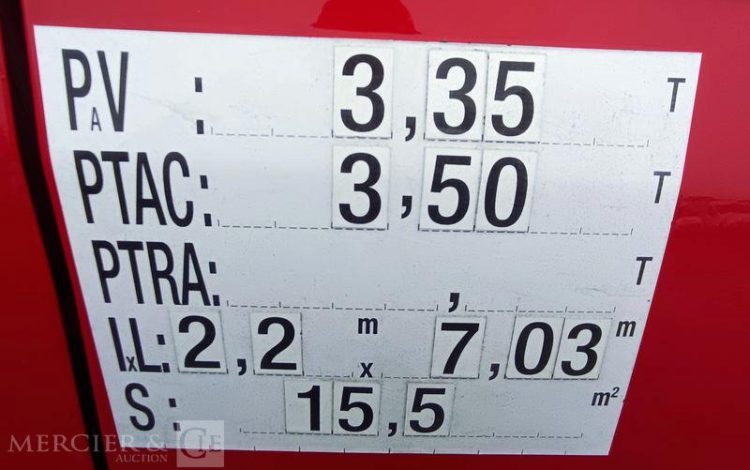 PAV : 3,35 T
PTAC: 3,50 T
PTRA: , T
lxL: 2,2 m x 7,03 m
S : 15,5 m²
MERCIER & Cie
AUCTION